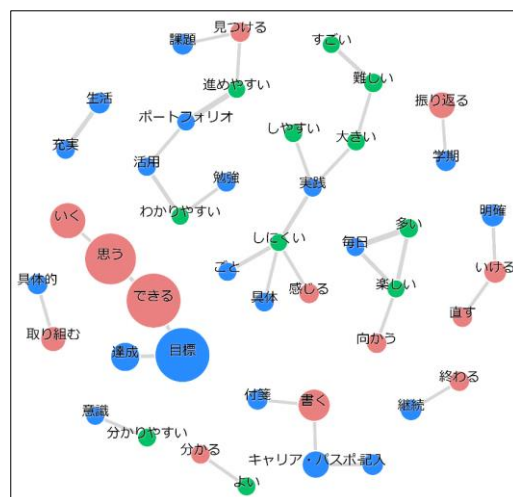 見つける
課題
すごい
進めやすい
難しい
生活
ポートフォリオ
振り返る
しやすい
大きい
充実
活用
勉強
学期
実践
わかりやすい
いく
しにくい
多い
明確
毎日
思う
ごと
具体的
できる
具体
感じる
楽しい
いける
直す
取り組む
達成
目標
向かう
終わる
付箋
書く
継続
意識
分かりやすい
分かる
キャリア・パスポ
記入
よい